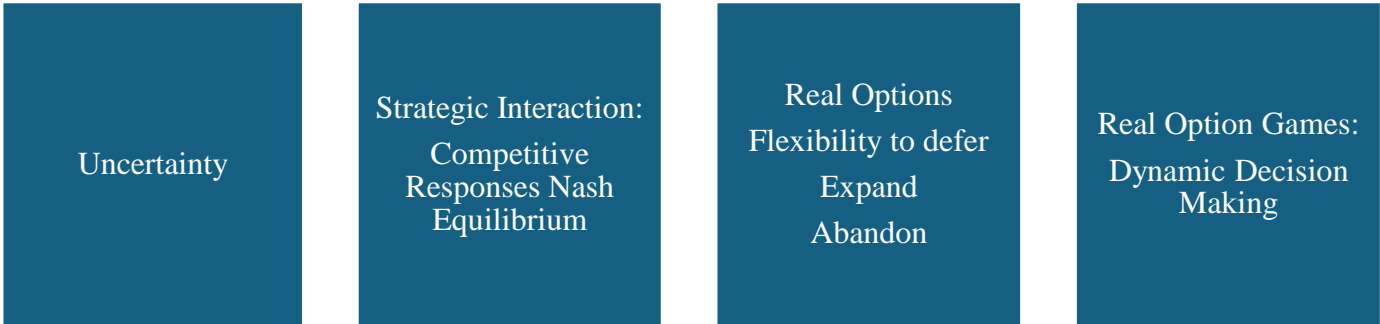 Uncertainty
Strategic Interaction:
Competitive
Responses Nash
Equilibrium
Real Options
Flexibility to defer
Expand
Abandon
Real Option Games:
Dynamic Decision
Making